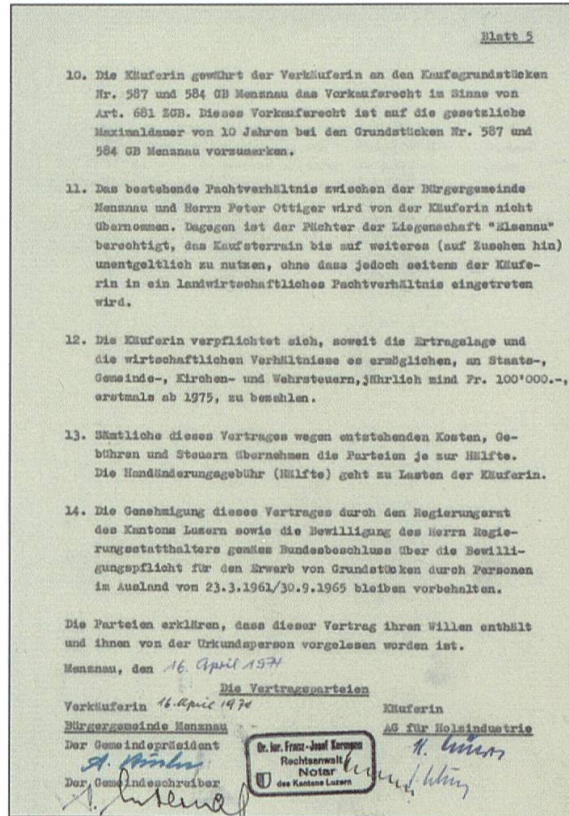 Blatt 5
10. Die Käuferin gewährt der Verkäuferin an den Kaufsgrundstücken
Nr. 587 und 584 GB Menznau das Vorkaufsrecht im Sinne von
Art. 681 ZGB. Dieses Vorkaufsrecht ist auf die gesetzliche
Maximaldauer von 10 Jahren bei den Grundstücken Nr. 587 und
584 GB Menznau vorzumerken.
11. Das bestehende Pachtverhältnis zwischen der Bürgergemeinde
Menznau und Herrn Peter Ottiger wird von der Käuferin nicht
übernommen. Dagegen ist der Pächter der Liegenschaft "Elsenau"
berechtigt, das Kaufsterrain bis auf weiteres (auf Zusehen hin)
unentgeltlich zu nutzen, ohne dass jedoch seitens der Käufe-
rin in ein landwirtschaftliches Pachtverhältnis eingetreten
wird.
12. Die Käuferin verpflichtet sich, soweit die Ertragslage und
die wirtschaftlichen Verhältnisse es ermöglichen, an Staats-,
Gemeinde-, Kirchen- und Wehrsteuern, jährlich mind Fr. 100'000.-,
erstmals ab 1975, zu bezahlen.
13. Sämtliche dieses Vertrages wegen entstehenden Kosten, Ge-
bühren und Steuern übernehmen die Parteien je zur Hälfte.
Die Handänderungsgebühr (Hälfte) geht zu Lasten der Käuferin.
14. Die Genehmigung dieses Vertrages durch den Regierungsrat
des Kantons Luzern sowie die Bewilligung des Herrn Regie-
rungsstatthalters gemäss Bundesbeschluss über die Bewilli-
gungspflicht für den Erwerb von Grundstücken durch Personen
im Ausland vom 23.3.1961/30.9.1965 bleiben vorbehalten.
Die Parteien erklären, dass dieser Vertrag ihren Willen enthält
und ihnen von der Urkundsperson vorgelesen worden ist.
Menznau, den 16. April 1971
Die Vertragsparteien
Verkäuferin 16. April 1971 Käuferin
Bürgergemeinde Menznau AG für Holzindustrie
Der Gemeindepräsident
Dr. iur. Franz-Josef
Rechtsanwalt
Notar
des Kantons Luzern
Der Gemeindeschreiber